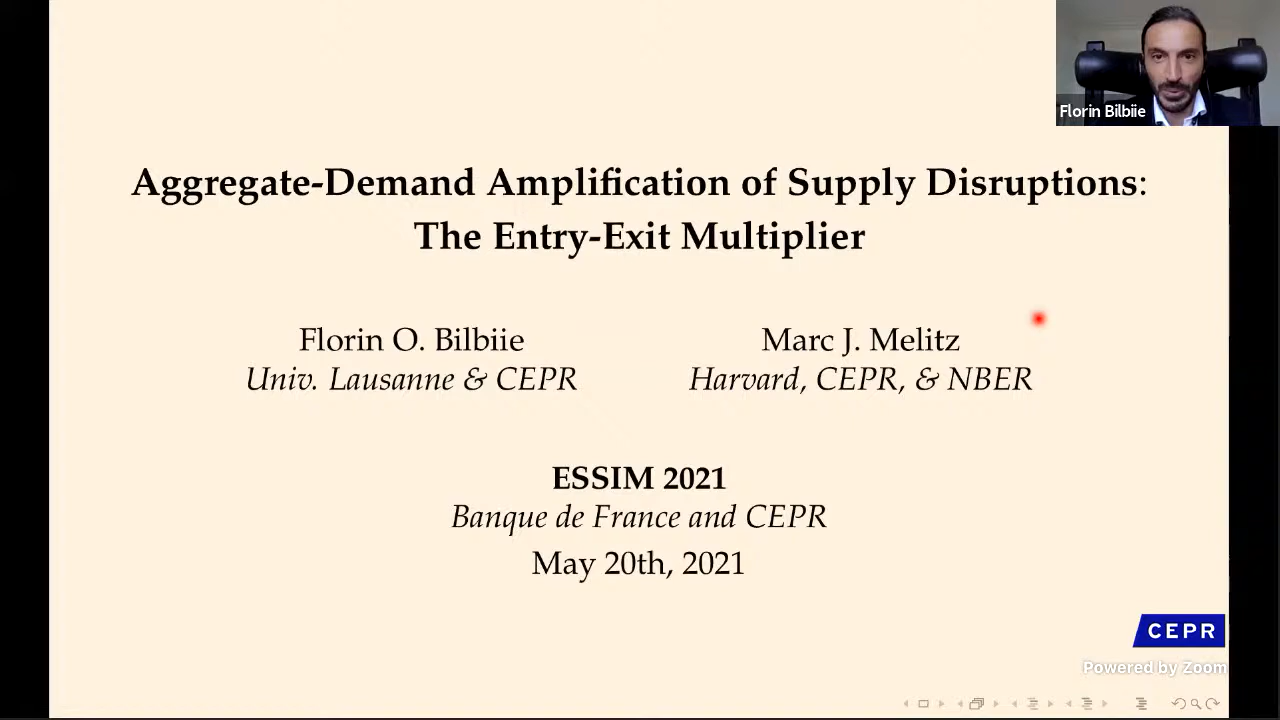 Florin Bilbiie
Aggregate-Demand Amplification of Supply Disruptions:
The Entry-Exit Multiplier
Florin O. Bilbiie
Univ. Lausanne & CEPR
Marc J. Melitz
Harvard, CEPR, & NBER
ESSIM 2021
Banque de France and CEPR
May 20th, 2021
CEPR
Powered by Zoom